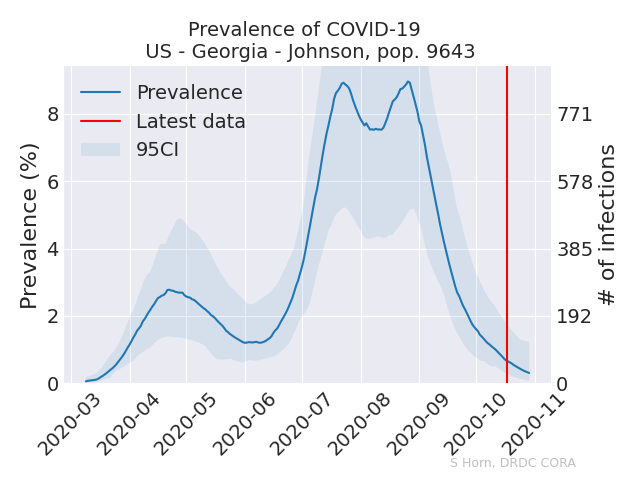 Prevalence of COVID-19
US - Georgia - Johnson, pop. 9643
Prevalence
Latest data
95CI
Prevalence (%)
8
6
4
2
0
771
578
385
192
0
# of infections
2020-03
2020-04
2020-05
2020-06
2020-07
2020-08
2020-09
2020-10
2020-11
S Horn, DRDC CORA